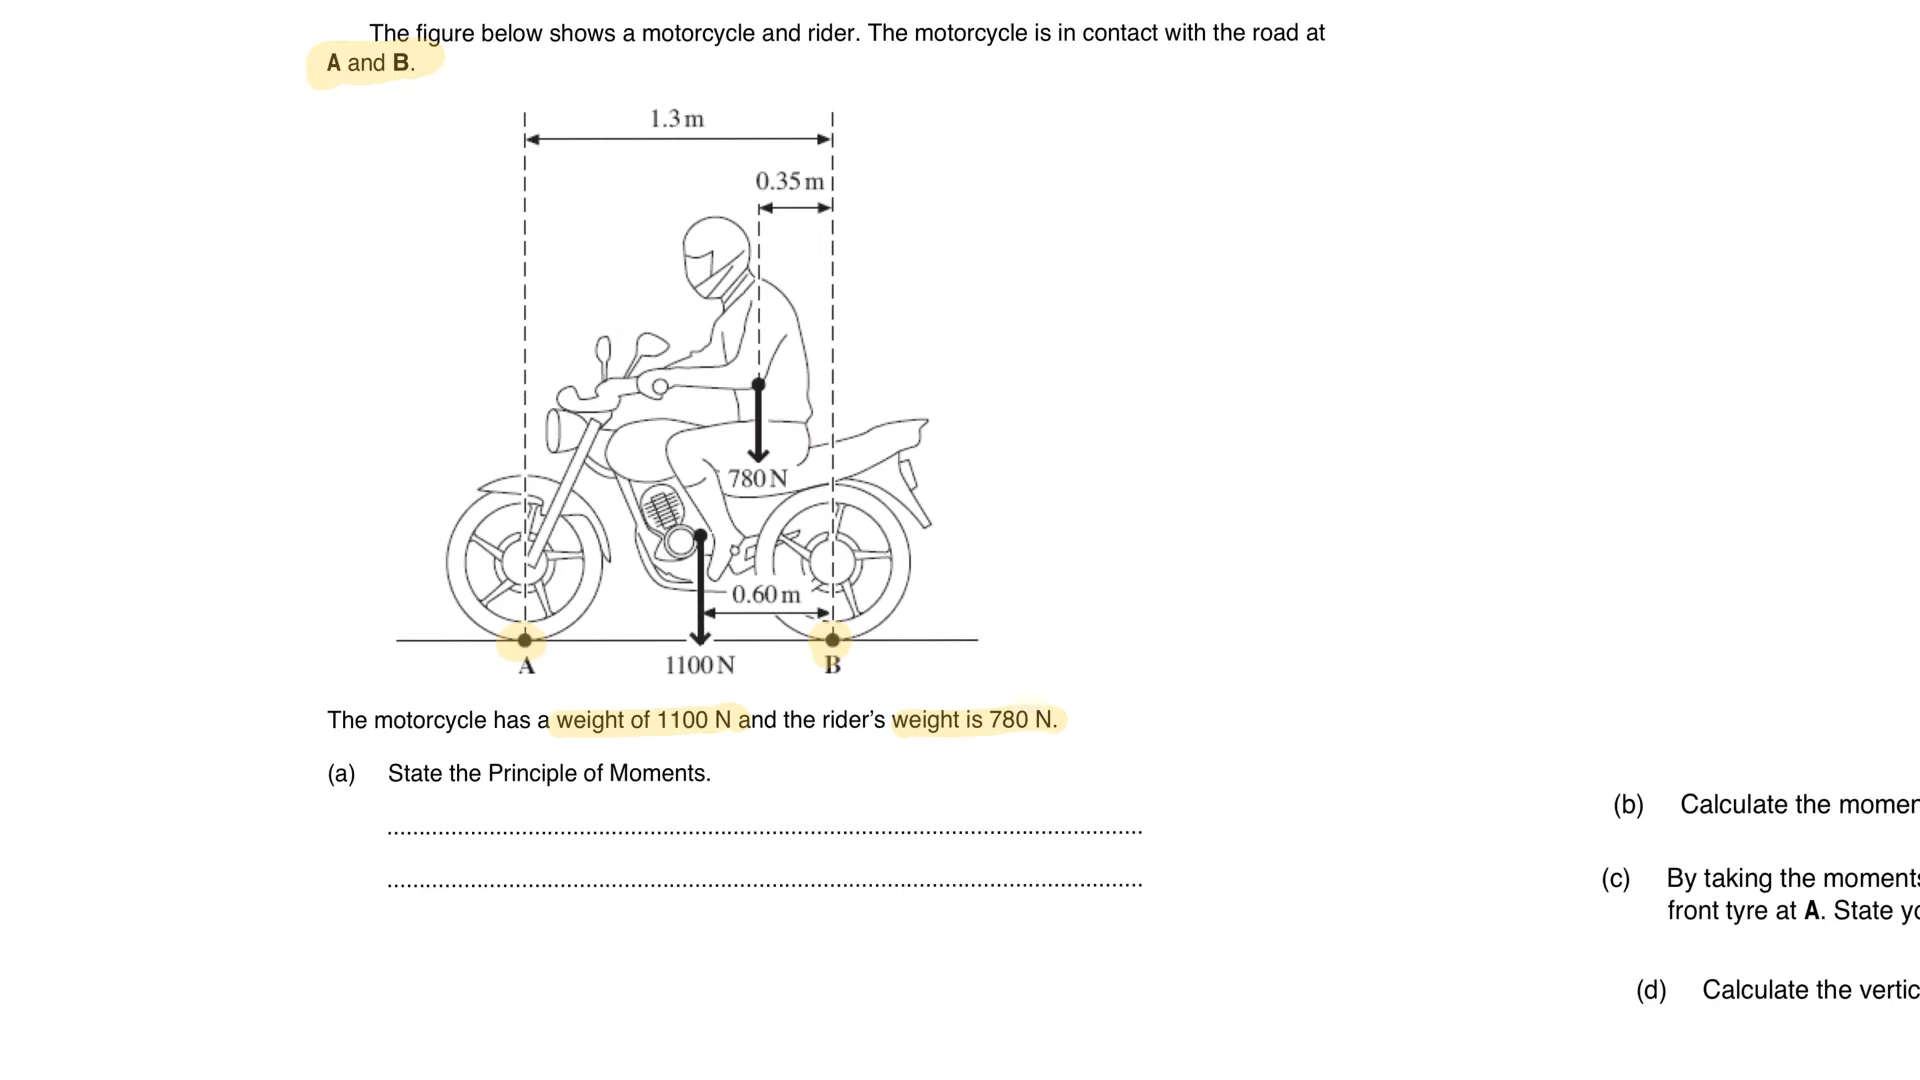 The figure below shows a motorcycle and rider. The motorcycle is in contact with the road at
A and B.
1.3 m
0.35 m
780 N
0.60 m
A
1100 N
B
The motorcycle has a weight of 1100 N and the rider’s weight is 780 N.
(a) State the Principle of Moments.
(b) Calculate the momen
(c) By taking the moments
front tyre at A. State yo
(d) Calculate the vertic